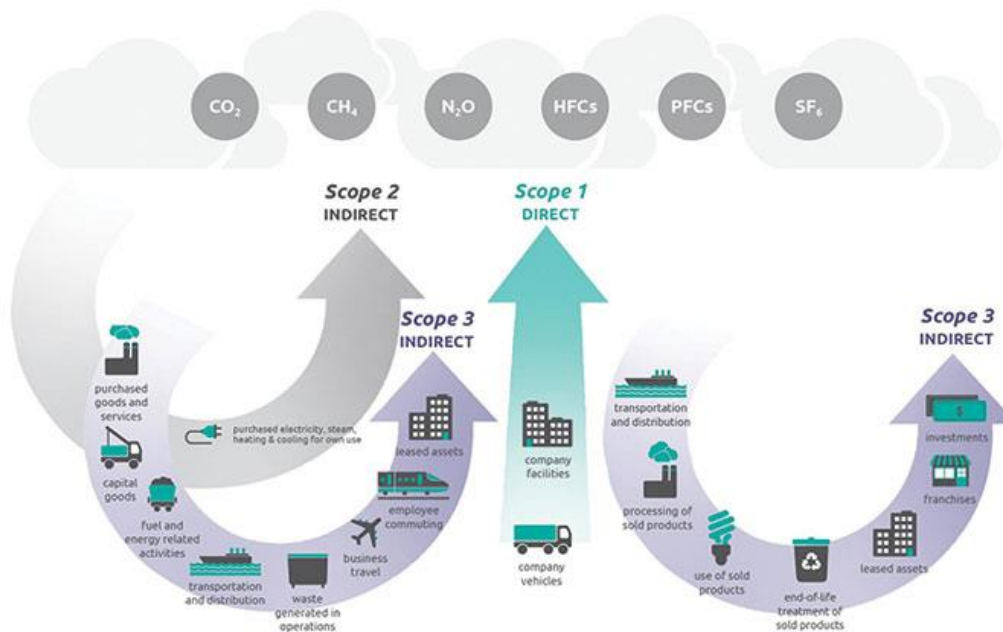 CO₂
CH₄
N₂O
HFCs
PFCs
SF₆
Scope 2
INDIRECT
Scope 1
DIRECT
Scope 3
INDIRECT
Scope 3
INDIRECT
purchased
goods and
services
capital
goods
fuel and
energy related
activities
transportation
and distribution
waste
generated in
operations
business
travel
employee
commuting
leased assets
purchased electricity, steam,
heating & cooling for own use
company
facilities
company
vehicles
transportation
and distribution
processing of
sold products
use of sold
products
end-of-life
treatment of
sold products
leased assets
franchises
investments
$